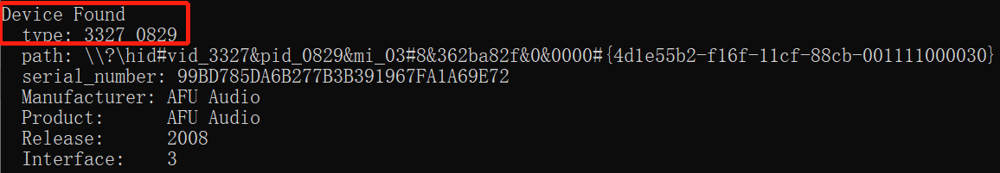 Device Found
type: 3327 0829
path: \\?\hid#vid_3327&pid_0829&mi_03#8&362ba82f&0&0000#{4d1e55b2-f16f-11cf-88cb-001111000030}
serial_number: 99BD785DA6B277B3B391967FA1A69E72
Manufacturer: AFU Audio
Product: AFU Audio
Release: 2008
Interface: 3